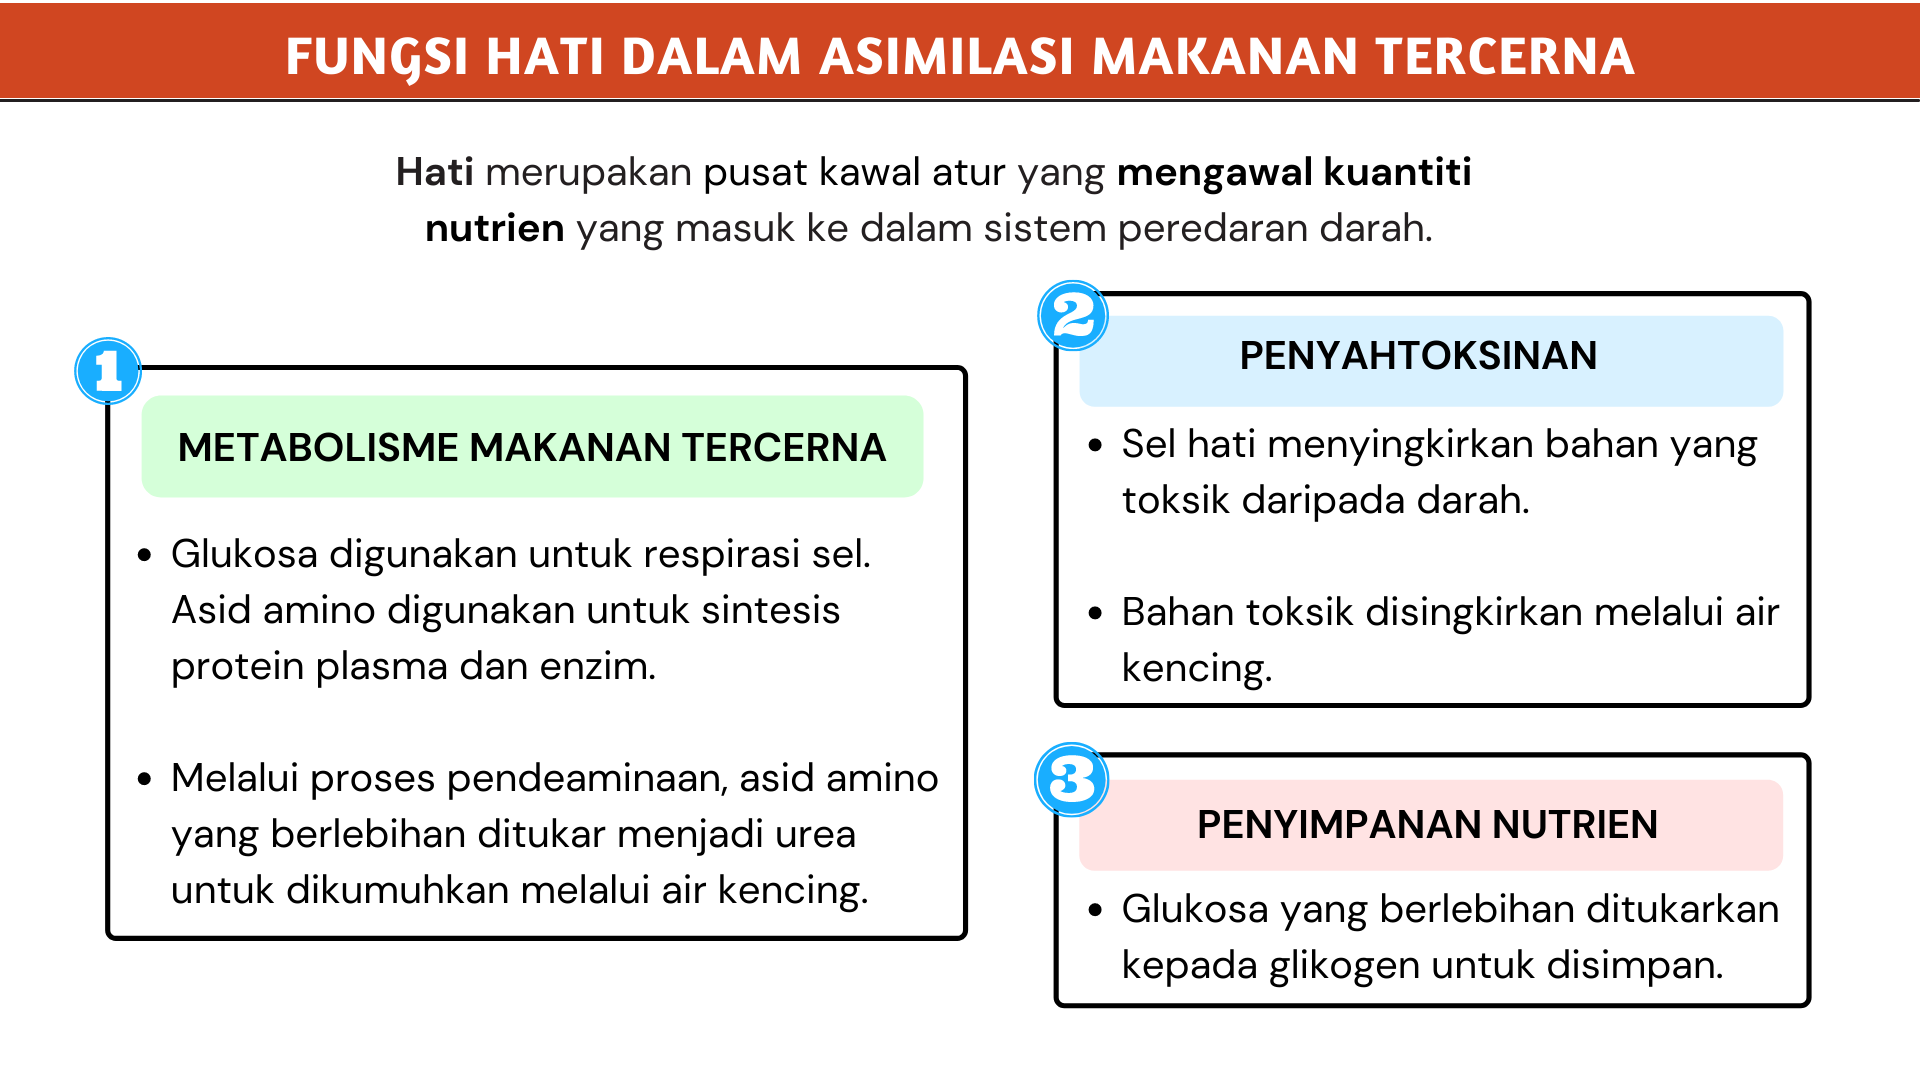 FUNGSI HATI DALAM ASIMILASI MAKANAN TERCERNA
Hati merupakan pusat kawal atur yang mengawal kuantiti
nutrien yang masuk ke dalam sistem peredaran darah.
1
METABOLISME MAKANAN TERCERNA
• Glukosa digunakan untuk respirasi sel.
Asid amino digunakan untuk sintesis
protein plasma dan enzim.
• Melalui proses pendeaminaan, asid amino
yang berlebihan ditukar menjadi urea
untuk dikumuhkan melalui air kencing.
2
PENYAHTOKSINAN
• Sel hati menyingkirkan bahan yang
toksik daripada darah.
• Bahan toksik disingkirkan melalui air
kencing.
3
PENYIMPANAN NUTRIEN
• Glukosa yang berlebihan ditukarkan
kepada glikogen untuk disimpan.